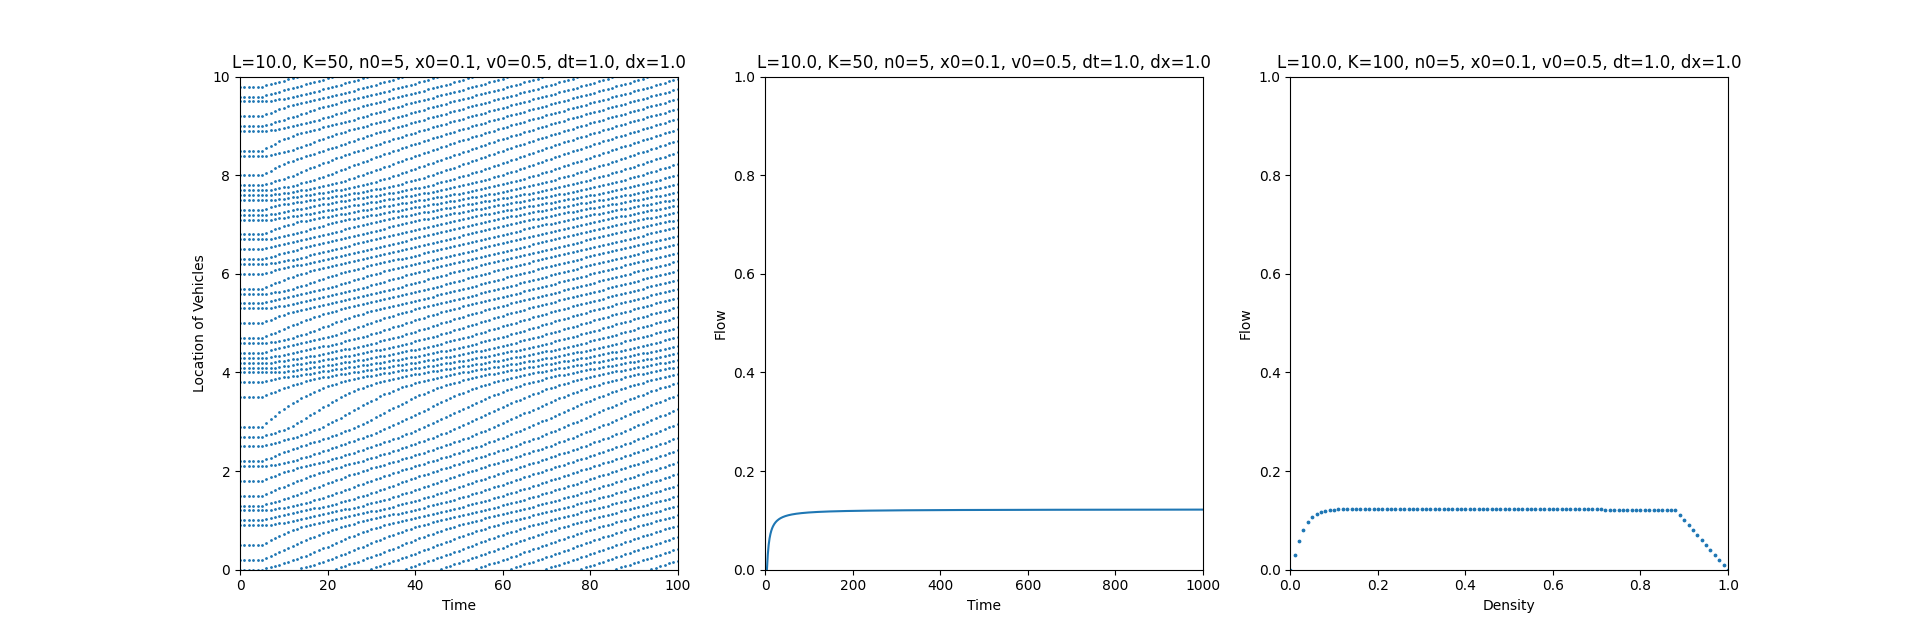 L=10.0, K=50, n0=5, x0=0.1, v0=0.5, dt=1.0, dx=1.0
10
8
6
4
2
0
Location of Vehicles
0 20 40 60 80 100
Time
L=10.0, K=50, n0=5, x0=0.1, v0=0.5, dt=1.0, dx=1.0
1.0
0.8
0.6
0.4
0.2
0.0
Flow
0 200 400 600 800 1000
Time
L=10.0, K=100, n0=5, x0=0.1, v0=0.5, dt=1.0, dx=1.0
1.0
0.8
0.6
0.4
0.2
0.0
Flow
0.0 0.2 0.4 0.6 0.8 1.0
Density